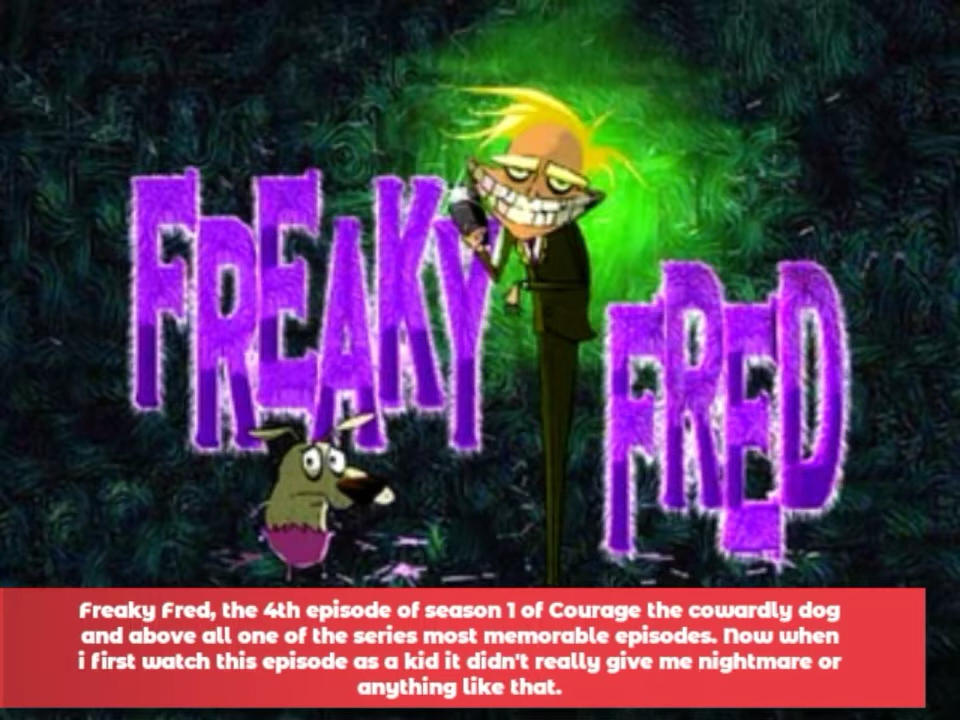 FREAKY
FRED
Freaky Fred, the 4th episode of season 1 of Courage the cowardly dog
and above all one of the series most memorable episodes. Now when
i first watch this episode as a kid it didn't really give me nightmare or
anything like that.